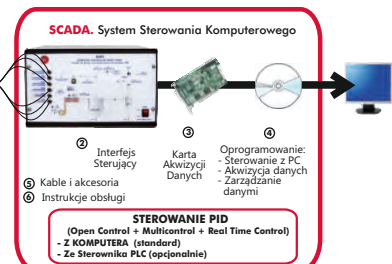 SCADA. System Sterowania Komputerowego
②
Interfejs
Sterujący
③
Karta
Akwizycji
Danych
④
Oprogramowanie:
- Sterowanie z PC
- Akwizycja danych
- Zarządzanie
danymi
⑤ Kable i akcesoria
⑥ Instrukcje obsługi
STEROWANIE PID
(Open Control + Multicontrol + Real Time Control)
- Z KOMPUTERA (standard)
- Ze Sterownika PLC (opcjonalnie)